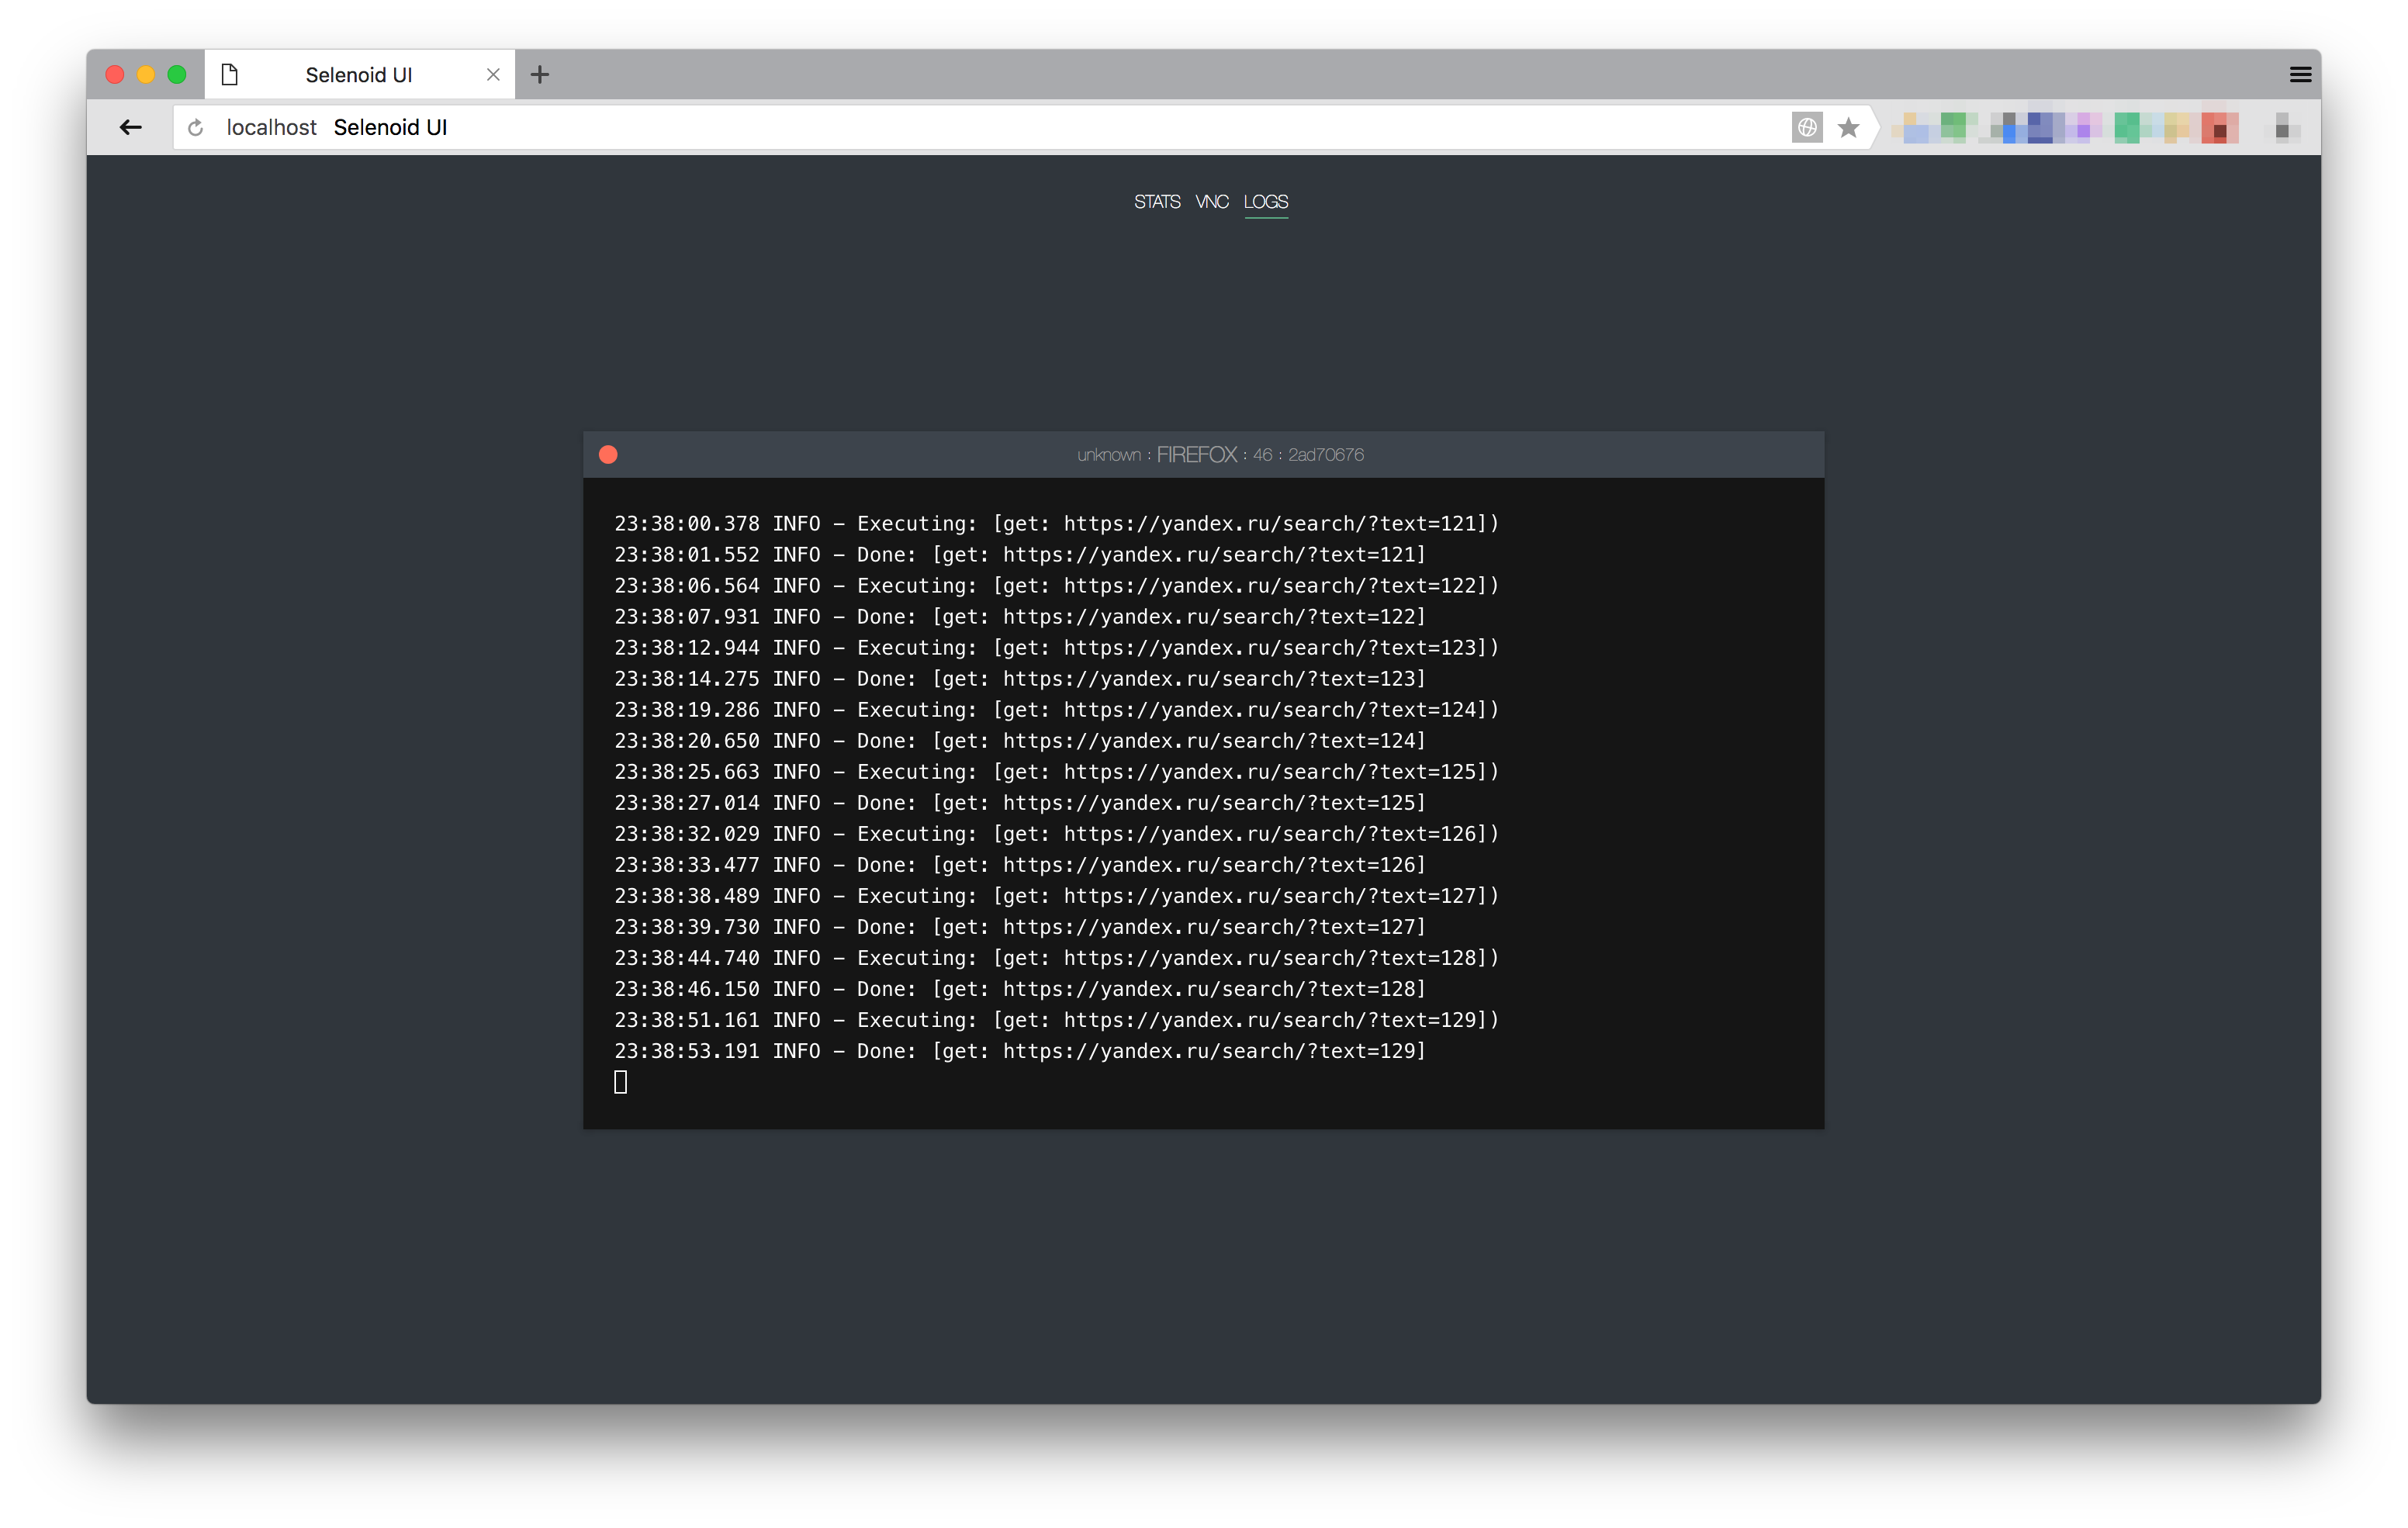 Selenoid UI
localhost Selenoid UI
STATS VNC LOGS
unknown : FIREFOX : 46 : 2ad70676
23:38:00.378 INFO - Executing: [get: https://yandex.ru/search/?text=121])
23:38:01.552 INFO - Done: [get: https://yandex.ru/search/?text=121]
23:38:06.564 INFO - Executing: [get: https://yandex.ru/search/?text=122])
23:38:07.931 INFO - Done: [get: https://yandex.ru/search/?text=122]
23:38:12.944 INFO - Executing: [get: https://yandex.ru/search/?text=123])
23:38:14.275 INFO - Done: [get: https://yandex.ru/search/?text=123]
23:38:19.286 INFO - Executing: [get: https://yandex.ru/search/?text=124])
23:38:20.650 INFO - Done: [get: https://yandex.ru/search/?text=124]
23:38:25.663 INFO - Executing: [get: https://yandex.ru/search/?text=125])
23:38:27.014 INFO - Done: [get: https://yandex.ru/search/?text=125]
23:38:32.029 INFO - Executing: [get: https://yandex.ru/search/?text=126])
23:38:33.477 INFO - Done: [get: https://yandex.ru/search/?text=126]
23:38:38.489 INFO - Executing: [get: https://yandex.ru/search/?text=127])
23:38:39.730 INFO - Done: [get: https://yandex.ru/search/?text=127]
23:38:44.740 INFO - Executing: [get: https://yandex.ru/search/?text=128])
23:38:46.150 INFO - Done: [get: https://yandex.ru/search/?text=128]
23:38:51.161 INFO - Executing: [get: https://yandex.ru/search/?text=129])
23:38:53.191 INFO - Done: [get: https://yandex.ru/search/?text=129]